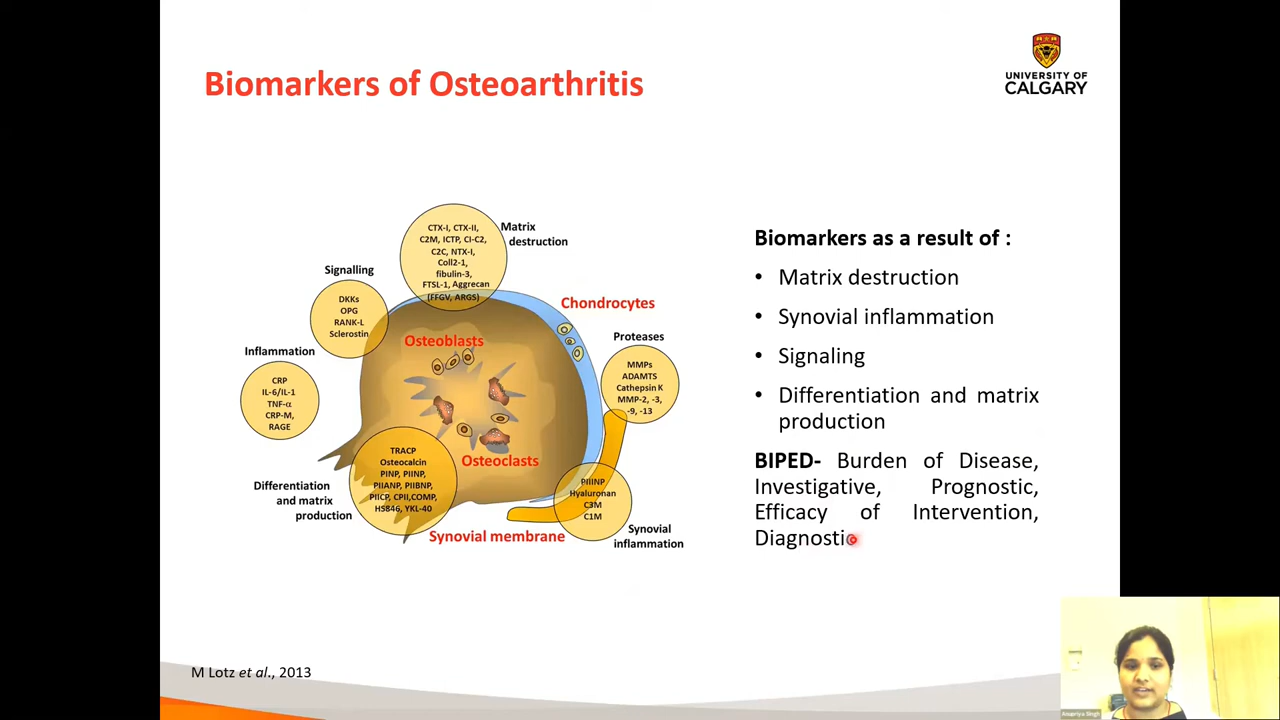 Biomarkers of Osteoarthritis
UNIVERSITY OF
CALGARY
Matrix
destruction
CTX-I, CTX-II,
C2M, ICTP, CI-C2,
C2C, NTX-I,
Coll2-1,
fibulin-3,
FTSL-1, Aggrecan
(FFGV, ARGS)
Signalling
DKKs
OPG
RANK-L
Sclerostin
Chondrocytes
Osteoblasts
Proteases
MMPs
ADAMTS
Cathepsin K
MMP-2, -3,
-9, -13
Inflammation
CRP
IL-6/IL-1
TNF-α
CRP-M,
RAGE
Osteoclasts
TRACP
Osteocalcin
PINP, PIINP,
PIIANP, PIIBNP,
PIICP, CPII,COMP,
HS846, YKL-40
Differentiation
and matrix
production
PIIINP
Hyaluronan
C3M
C1M
Synovial membrane
Synovial
inflammation
Biomarkers as a result of :
• Matrix destruction
• Synovial inflammation
• Signaling
• Differentiation and matrix
production
BIPED- Burden of Disease,
Investigative, Prognostic,
Efficacy of Intervention,
Diagnostic
M Lotz et al., 2013
Anupriya Singh